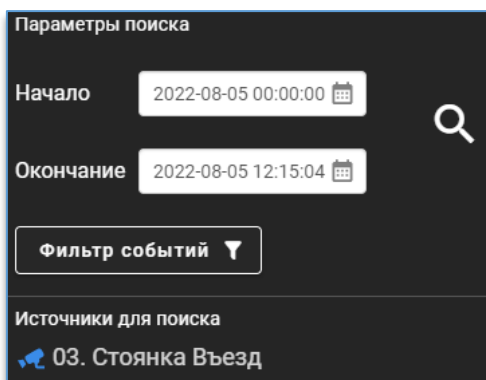 Параметры поиска
Начало 2022-08-05 00:00:00
Окончание 2022-08-05 12:15:04
Фильтр событий
Источники для поиска
03. Стоянка Въезд